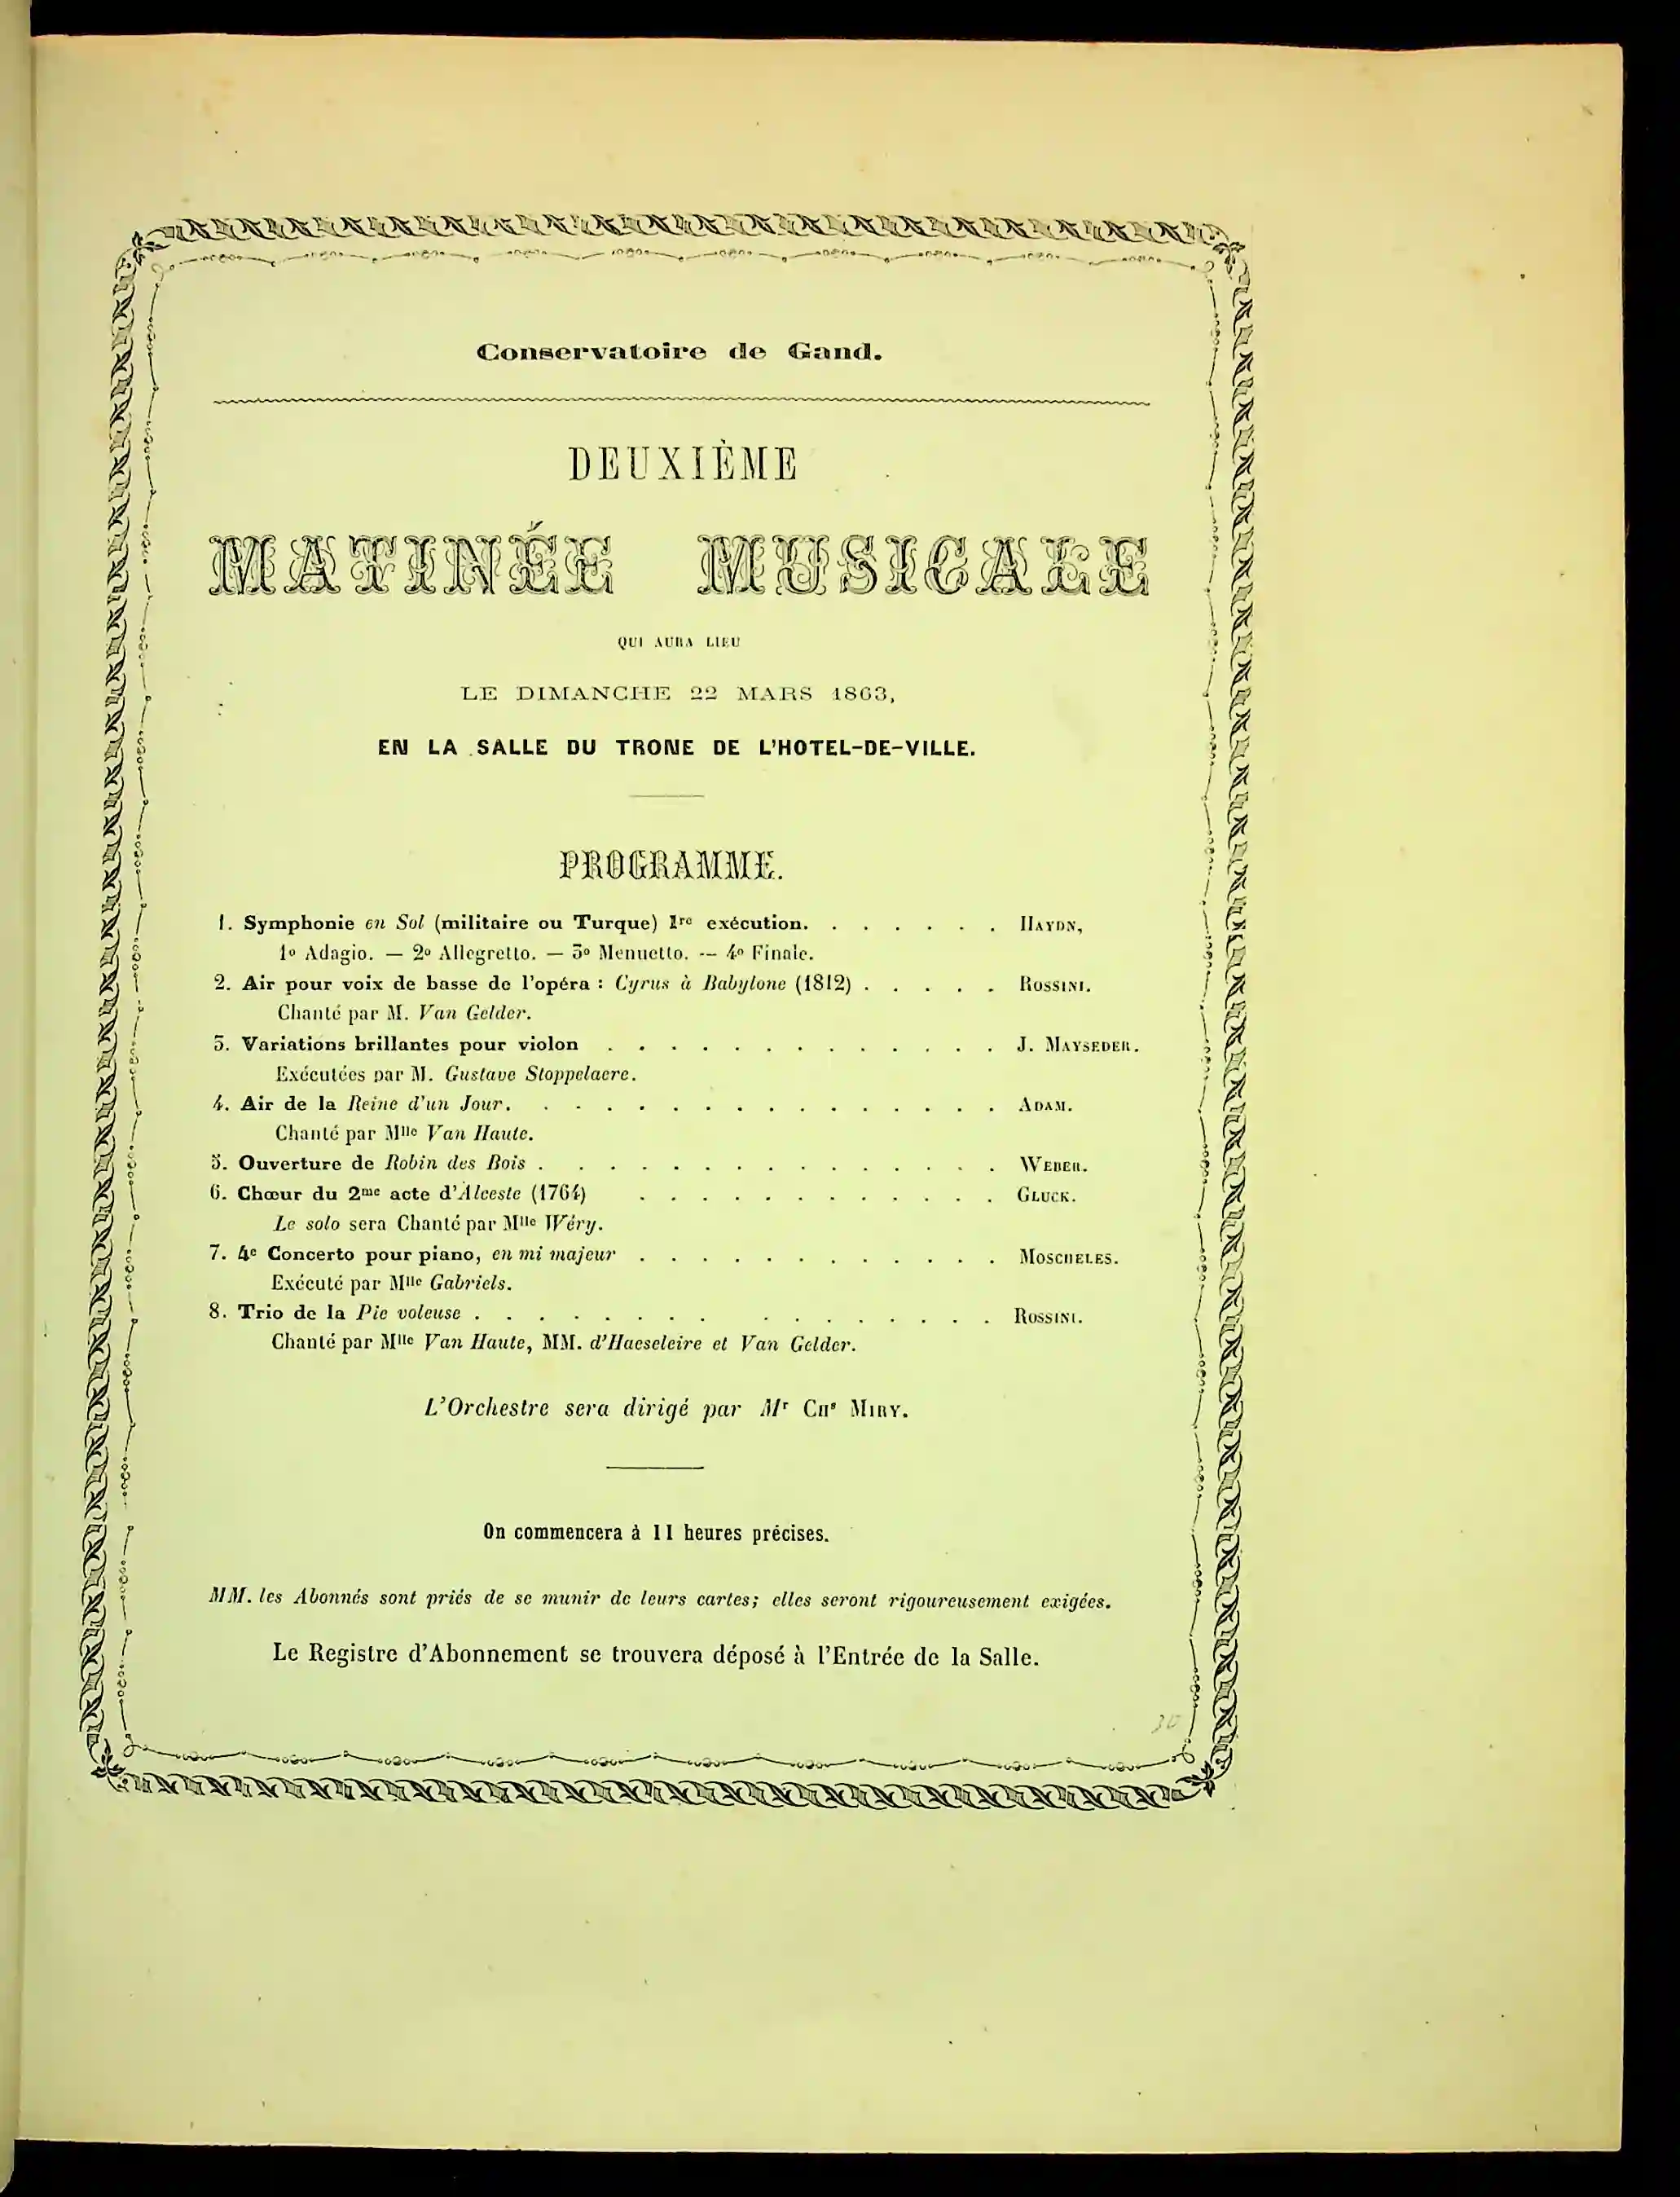 Conservatoire de Gand.
DEUXIÈME
MATINÉE MUSICALE
QUI AURA LIEU
LE DIMANCHE 22 MARS 1863,
EN LA SALLE DU TRONE DE L'HOTEL-DE-VILLE.
PROGRAMME.
1. Symphonie en Sol (militaire ou Turque) 1re exécution. . . . . . . HAYDN,
1o Adagio. — 2o Allegretto. — 3o Menuetto. — 4o Finale.
2. Air pour voix de basse de l'opéra : Cyrus à Babylone (1812) . . . . . ROSSINI.
Chanté par M. Van Gelder.
3. Variations brillantes pour violon . . . . . . . . . . . . . J. MAYSEDER.
Exécutées par M. Gustave Stoppelaere.
4. Air de la Reine d'un Jour. . . . . . . . . . . . . . . . ADAM.
Chanté par Mlle Van Haute.
5. Ouverture de Robin des Bois . . . . . . . . . . . . . . . WEBER.
6. Chœur du 2me acte d'Alceste (1764) . . . . . . . . . . . . GLUCK.
Le solo sera Chanté par Mlle Wéry.
7. 4e Concerto pour piano, en mi majeur . . . . . . . . . . . . MOSCHELES.
Exécuté par Mlle Gabriels.
8. Trio de la Pie voleuse . . . . . . . . . . . . . . . . ROSSINI.
Chanté par Mlle Van Haute, MM. d'Haeseleire et Van Gelder.
L'Orchestre sera dirigé par Mr CHs MIRY.
On commencera à 11 heures précises.
MM. les Abonnés sont priés de se munir de leurs cartes; elles seront rigoureusement exigées.
Le Registre d'Abonnement se trouvera déposé à l'Entrée de la Salle.
30